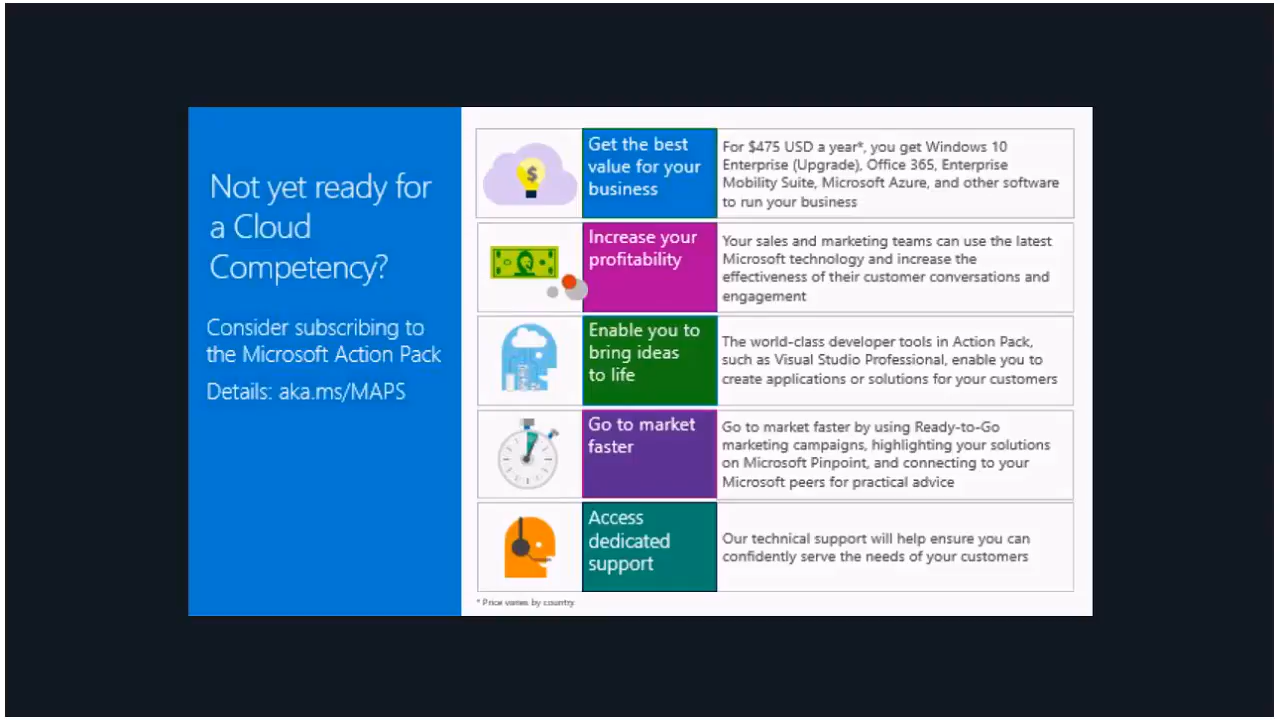 Not yet ready for
a Cloud
Competency?
Consider subscribing to
the Microsoft Action Pack
Details: aka.ms/MAPS
$
Get the best
value for your
business
For $475 USD a year*, you get Windows 10
Enterprise (Upgrade), Office 365, Enterprise
Mobility Suite, Microsoft Azure, and other software
to run your business
Increase your
profitability
Your sales and marketing teams can use the latest
Microsoft technology and increase the
effectiveness of their customer conversations and
engagement
Enable you to
bring ideas
to life
The world-class developer tools in Action Pack,
such as Visual Studio Professional, enable you to
create applications or solutions for your customers
Go to market
faster
Go to market faster by using Ready-to-Go
marketing campaigns, highlighting your solutions
on Microsoft Pinpoint, and connecting to your
Microsoft peers for practical advice
Access
dedicated
support
Our technical support will help ensure you can
confidently serve the needs of your customers
* Price varies by country